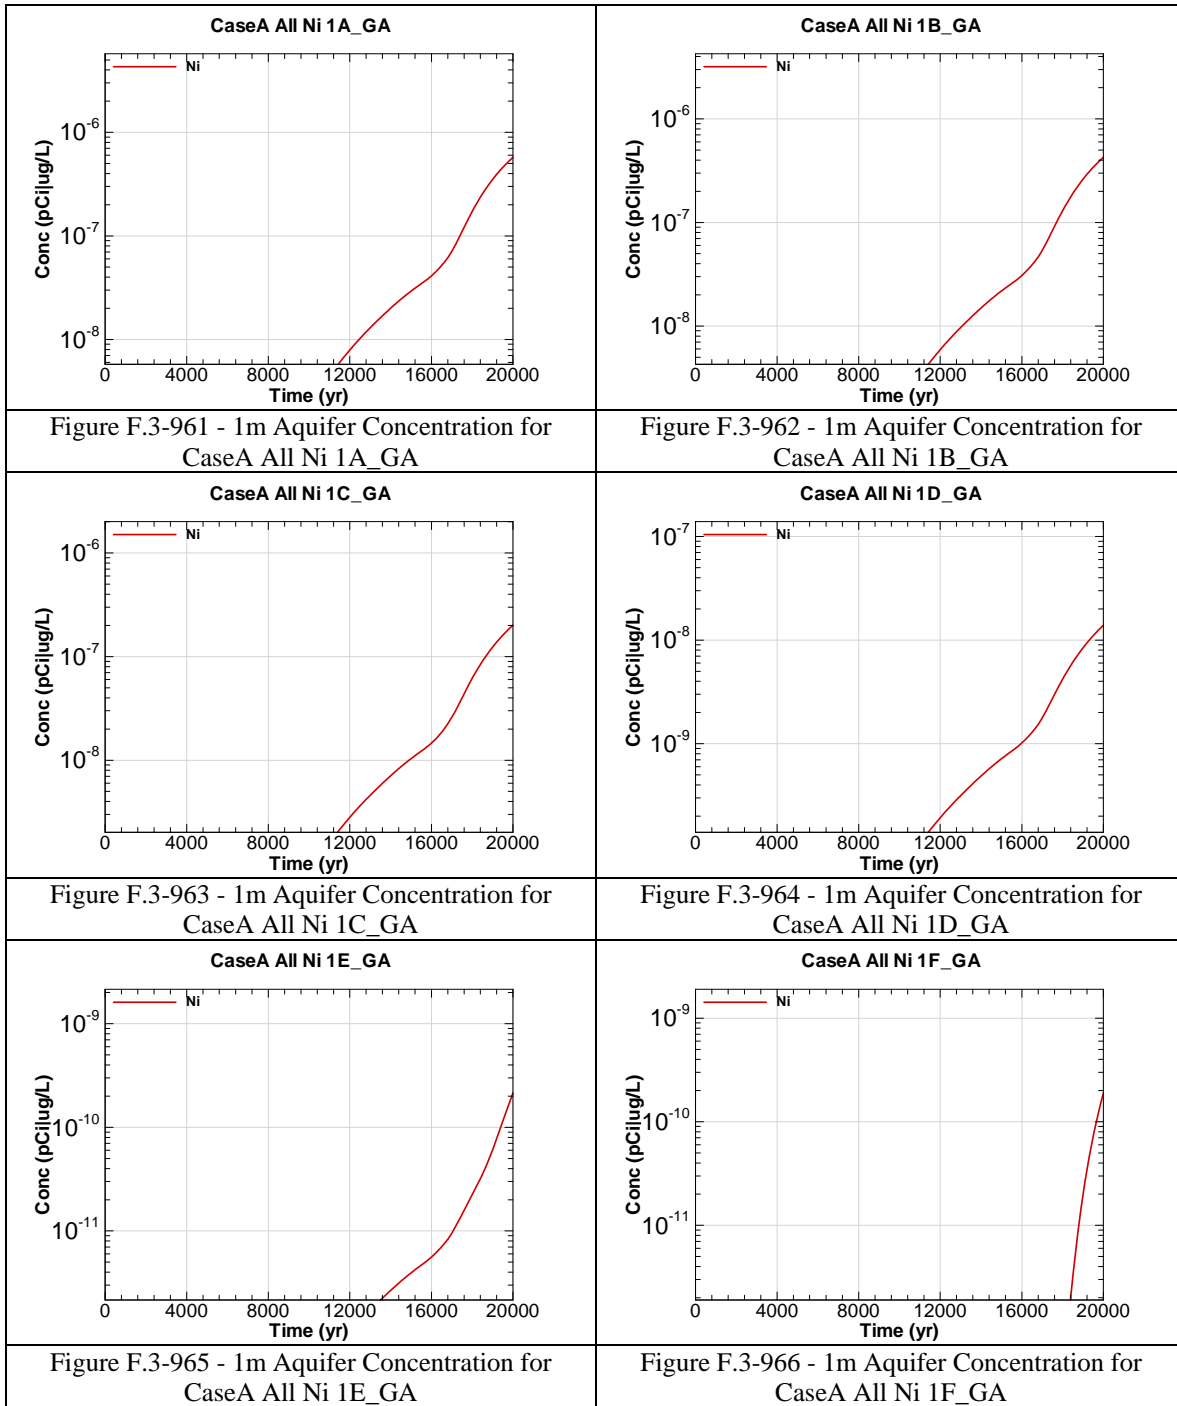 CaseA All Ni 1A_GA
Ni
10-6
10-7
10-8
Conc (pCi|ug/L)
0 4000 8000 12000 16000 20000
Time (yr)
Figure F.3-961 - 1m Aquifer Concentration for
CaseA All Ni 1A_GA
CaseA All Ni 1B_GA
Ni
10-6
10-7
10-8
Conc (pCi|ug/L)
0 4000 8000 12000 16000 20000
Time (yr)
Figure F.3-962 - 1m Aquifer Concentration for
CaseA All Ni 1B_GA
CaseA All Ni 1C_GA
Ni
10-6
10-7
10-8
Conc (pCi|ug/L)
0 4000 8000 12000 16000 20000
Time (yr)
Figure F.3-963 - 1m Aquifer Concentration for
CaseA All Ni 1C_GA
CaseA All Ni 1D_GA
Ni
10-7
10-8
10-9
Conc (pCi|ug/L)
0 4000 8000 12000 16000 20000
Time (yr)
Figure F.3-964 - 1m Aquifer Concentration for
CaseA All Ni 1D_GA
CaseA All Ni 1E_GA
Ni
10-9
10-10
10-11
Conc (pCi|ug/L)
0 4000 8000 12000 16000 20000
Time (yr)
Figure F.3-965 - 1m Aquifer Concentration for
CaseA All Ni 1E_GA
CaseA All Ni 1F_GA
Ni
10-9
10-10
10-11
Conc (pCi|ug/L)
0 4000 8000 12000 16000 20000
Time (yr)
Figure F.3-966 - 1m Aquifer Concentration for
CaseA All Ni 1F_GA